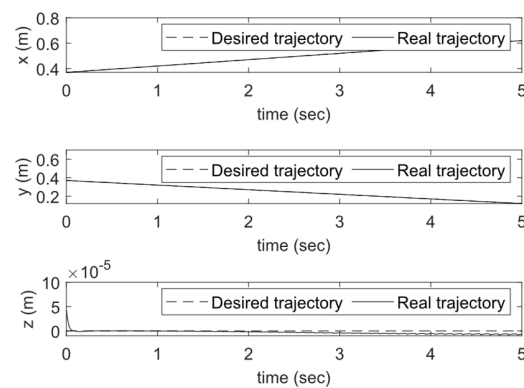 0.8
0.6
0.4
x (m)
Desired trajectory
Real trajectory
0 1 2 3 4 5
time (sec)
0.6
0.4
0.2
y (m)
Desired trajectory
Real trajectory
0 1 2 3 4 5
time (sec)
×10-5
10
5
0
z (m)
Desired trajectory
Real trajectory
0 1 2 3 4 5
time (sec)